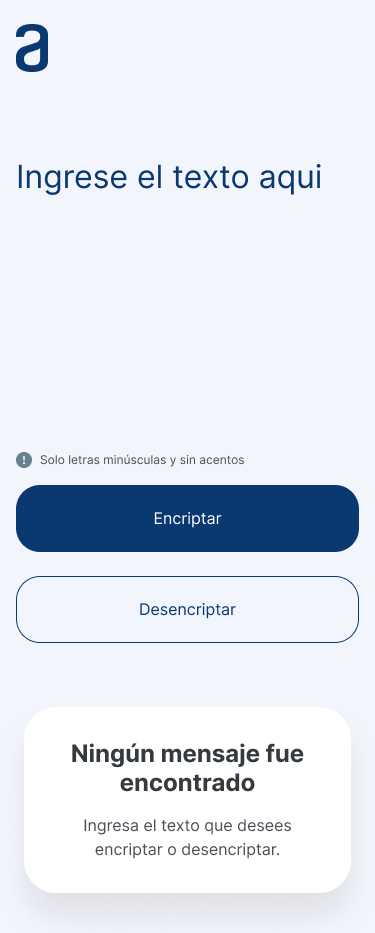 a
Ingrese el texto aqui
Solo letras minúsculas y sin acentos
Encriptar
Desencriptar
Ningún mensaje fue
encontrado
Ingresa el texto que desees
encriptar o desencriptar.